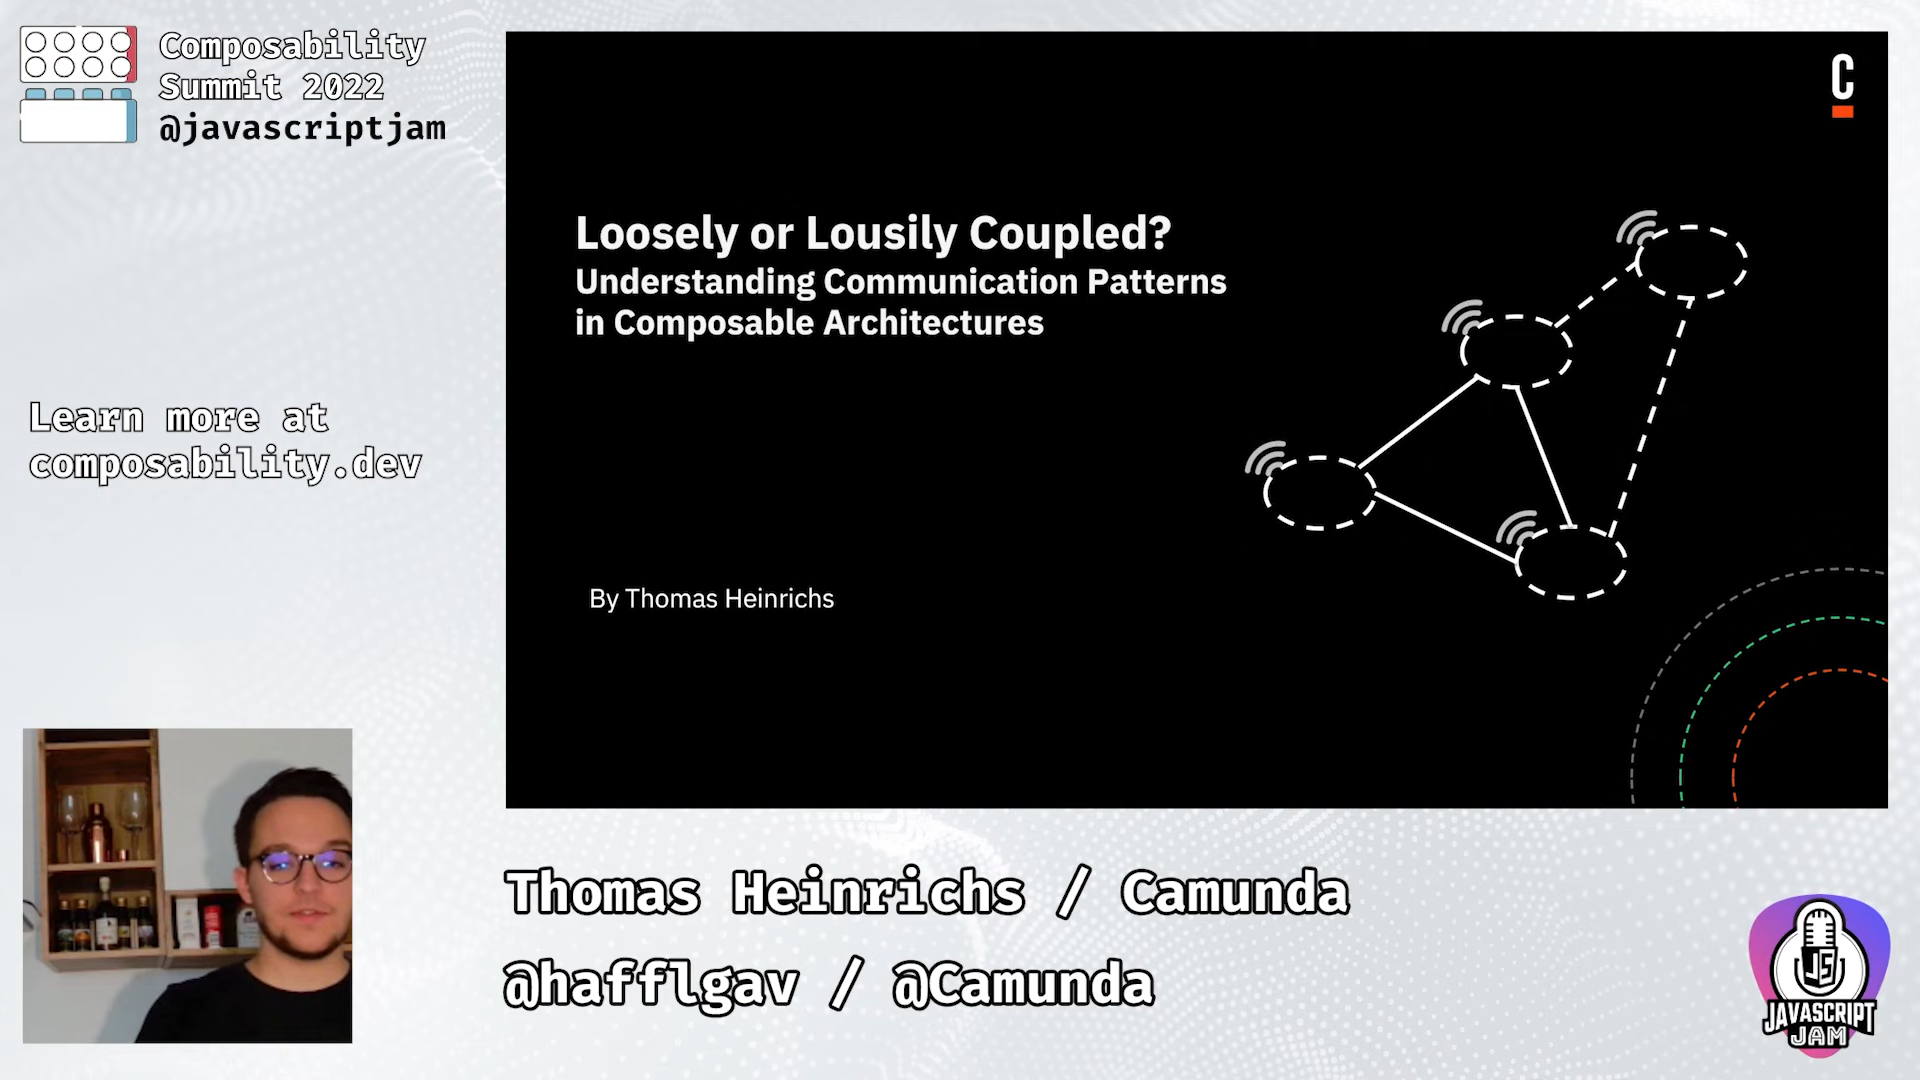 Composability
Summit 2022
@javascriptjam
C
Loosely or Lousily Coupled?
Understanding Communication Patterns
in Composable Architectures
By Thomas Heinrichs
Learn more at
composability.dev
Thomas Heinrichs / Camunda
@hafflgav / @Camunda
JS
JAVASCRIPT
JAM